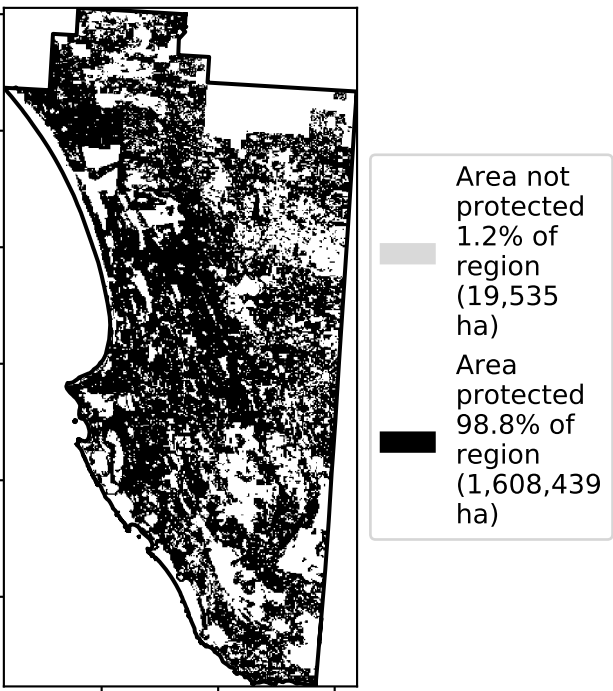 Area not
protected
1.2% of
region
(19,535
ha)
Area
protected
98.8% of
region
(1,608,439
ha)